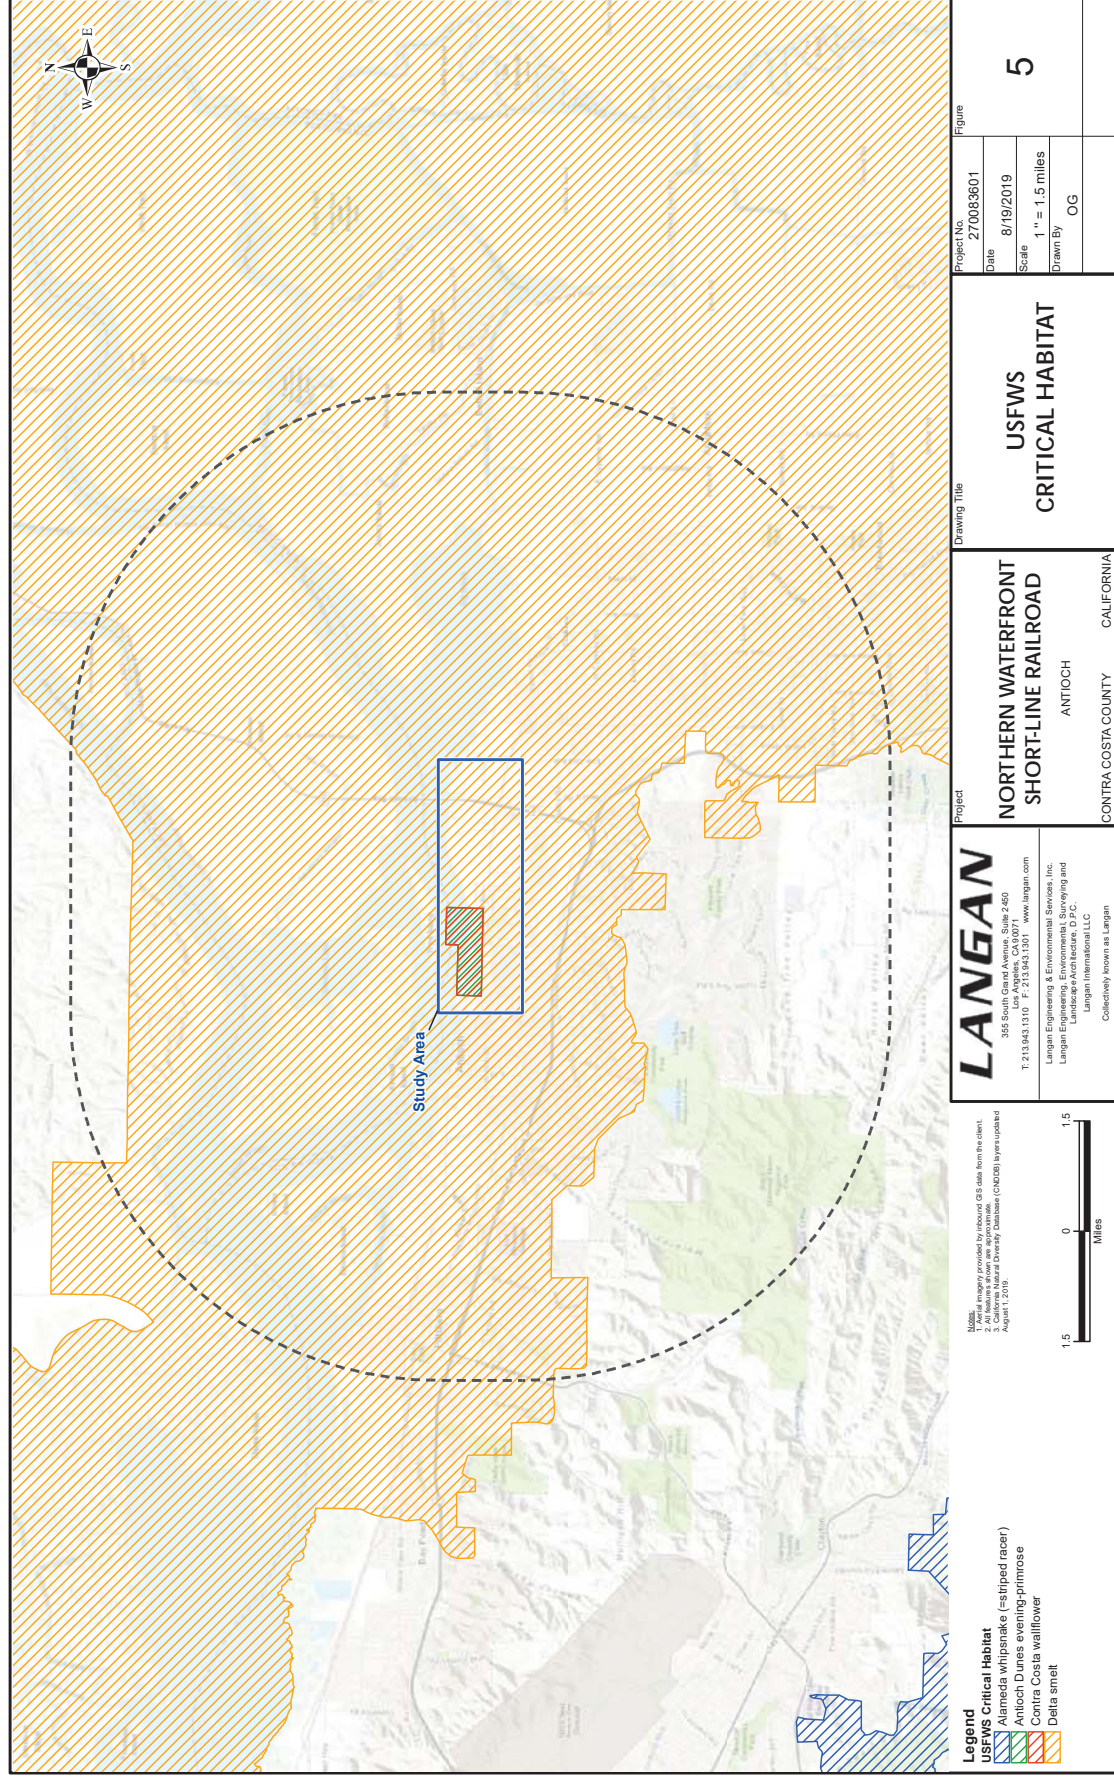 N
W
E
S
Study Area
Bay Point
Clayton
Legend
USFWS Critical Habitat
Alameda whipsnake (=striped racer)
Antioch Dunes evening-primrose
Contra Costa wallflower
Delta smelt
Notes:
1. Aerial imagery provided by inbound GIS data from the client.
2. All features shown are approximate.
3. California Natural Diversity Database (CNDDB) layers updated
August 1, 2019.
1.5
0
1.5
Miles
LANGAN
355 South Grand Avenue, Suite 2450
Los Angeles, CA 90071
T: 213.943.1310 F: 213.943.1301 www.langan.com
Langan Engineering & Environmental Services, Inc.
Langan Engineering, Environmental, Surveying and
Landscape Architecture, D.P.C.
Langan International LLC
Collectively known as Langan
Project
NORTHERN WATERFRONT
SHORT-LINE RAILROAD
ANTIOCH
CONTRA COSTA COUNTY CALIFORNIA
Drawing Title
USFWS
CRITICAL HABITAT
Project No.
270083601
Date
8/19/2019
Scale
1 " = 1.5 miles
Drawn By
OG
Figure
5